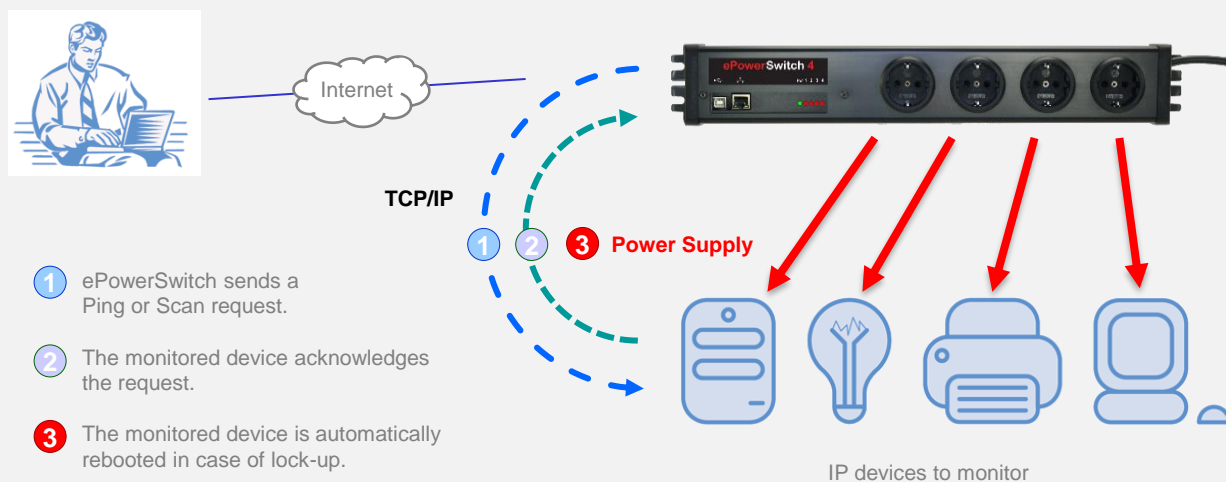 ePowerSwitch 4
Internet
TCP/IP
1
2
3 Power Supply
1 ePowerSwitch sends a
Ping or Scan request.
2 The monitored device acknowledges
the request.
3 The monitored device is automatically
rebooted in case of lock-up.
IP devices to monitor